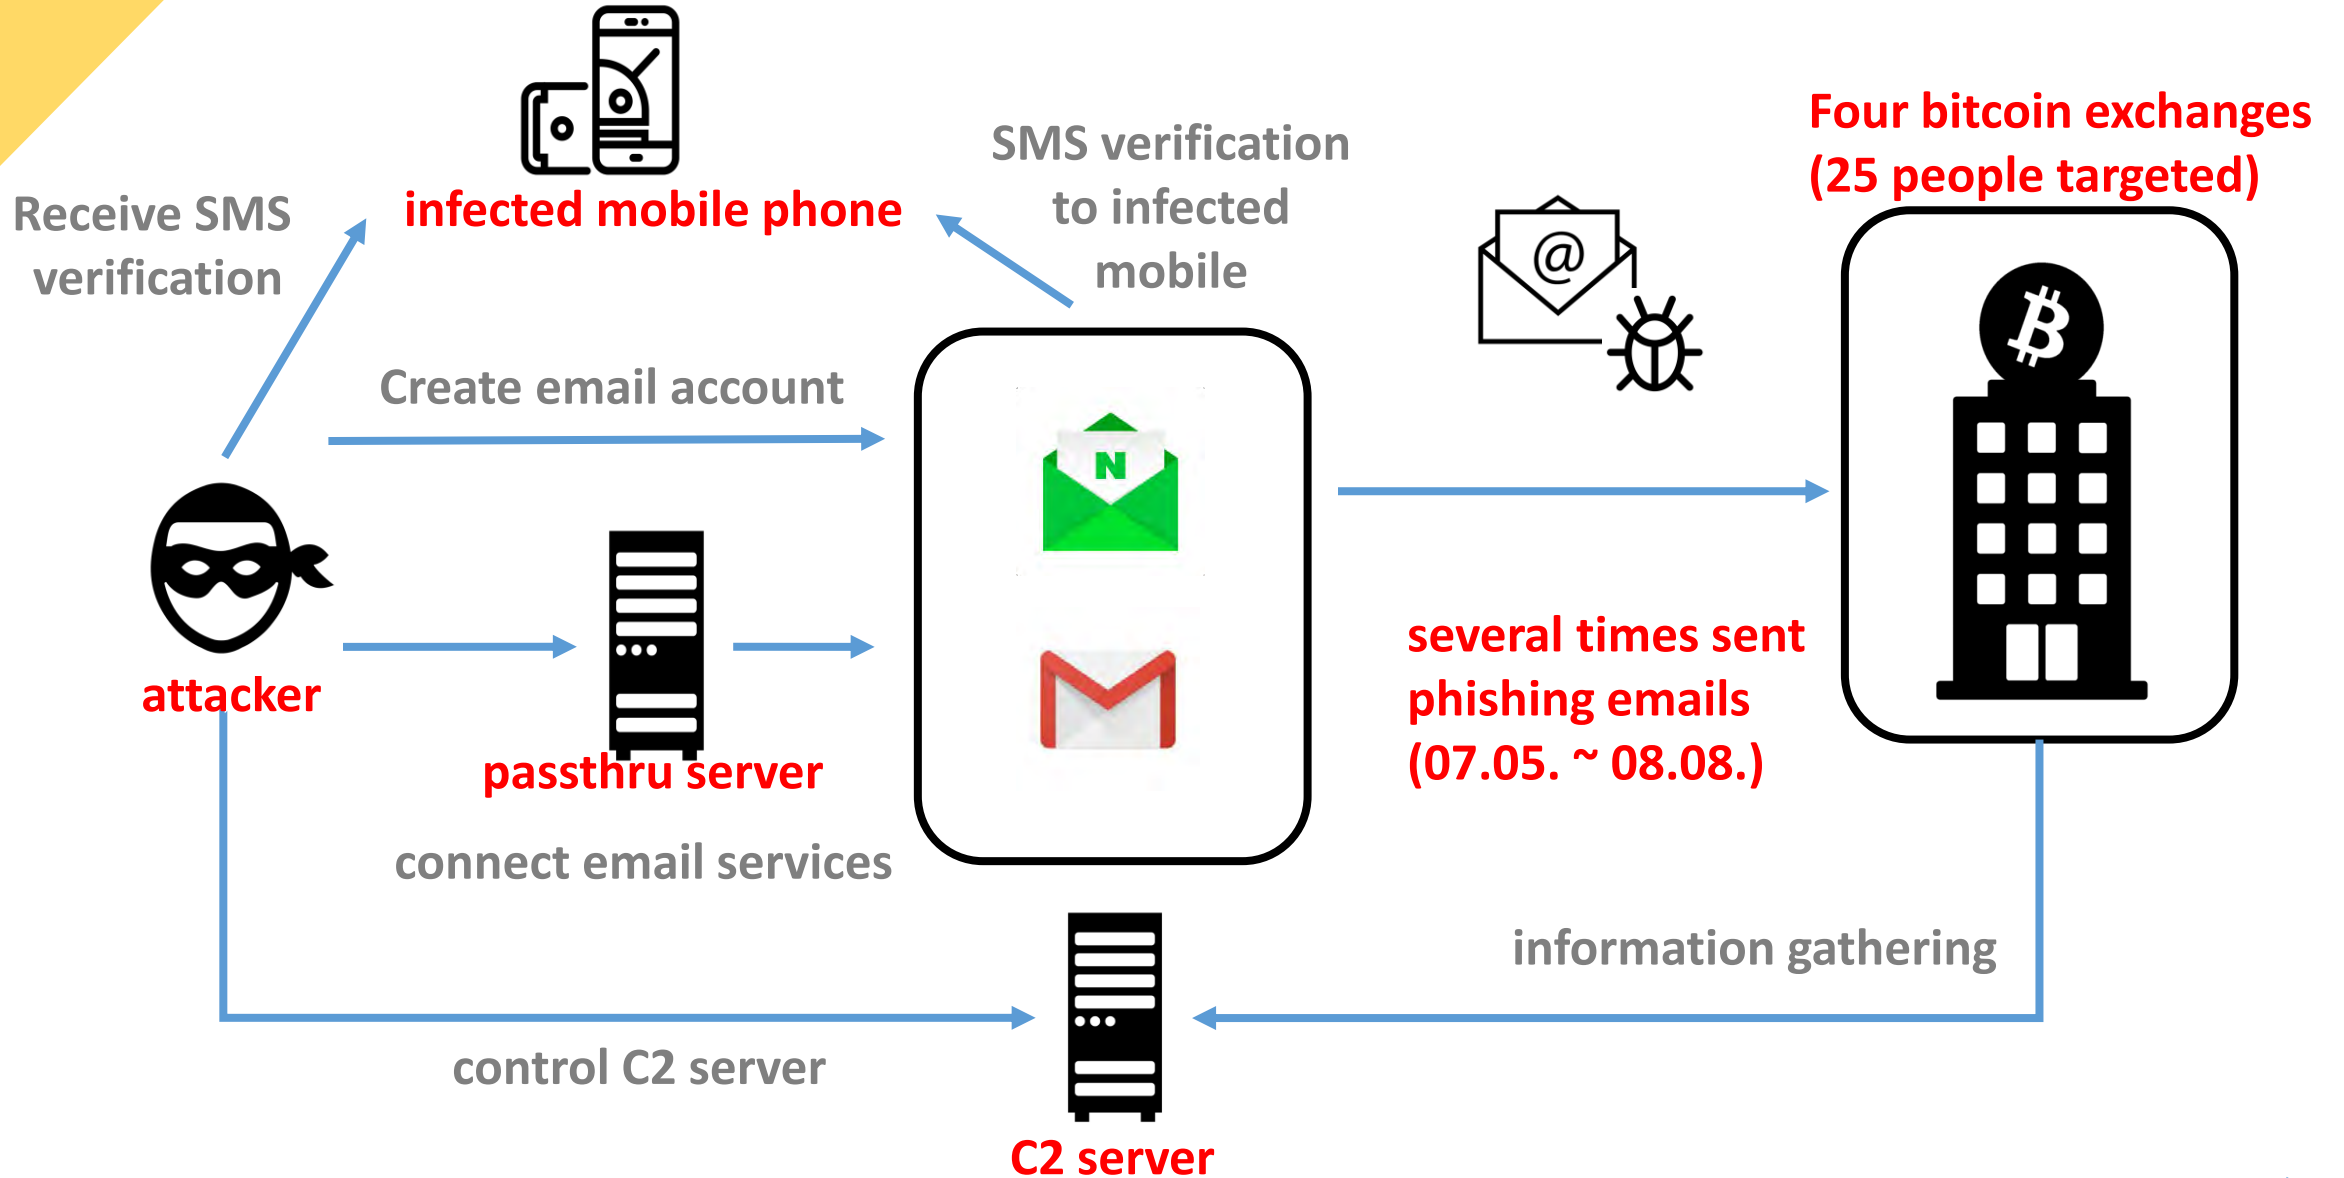 infected mobile phone
Receive SMS
verification
SMS verification
to infected
mobile
Four bitcoin exchanges
(25 people targeted)
@
Create email account
N
attacker
passthru server
connect email services
several times sent
phishing emails
(07.05. ~ 08.08.)
information gathering
control C2 server
C2 server